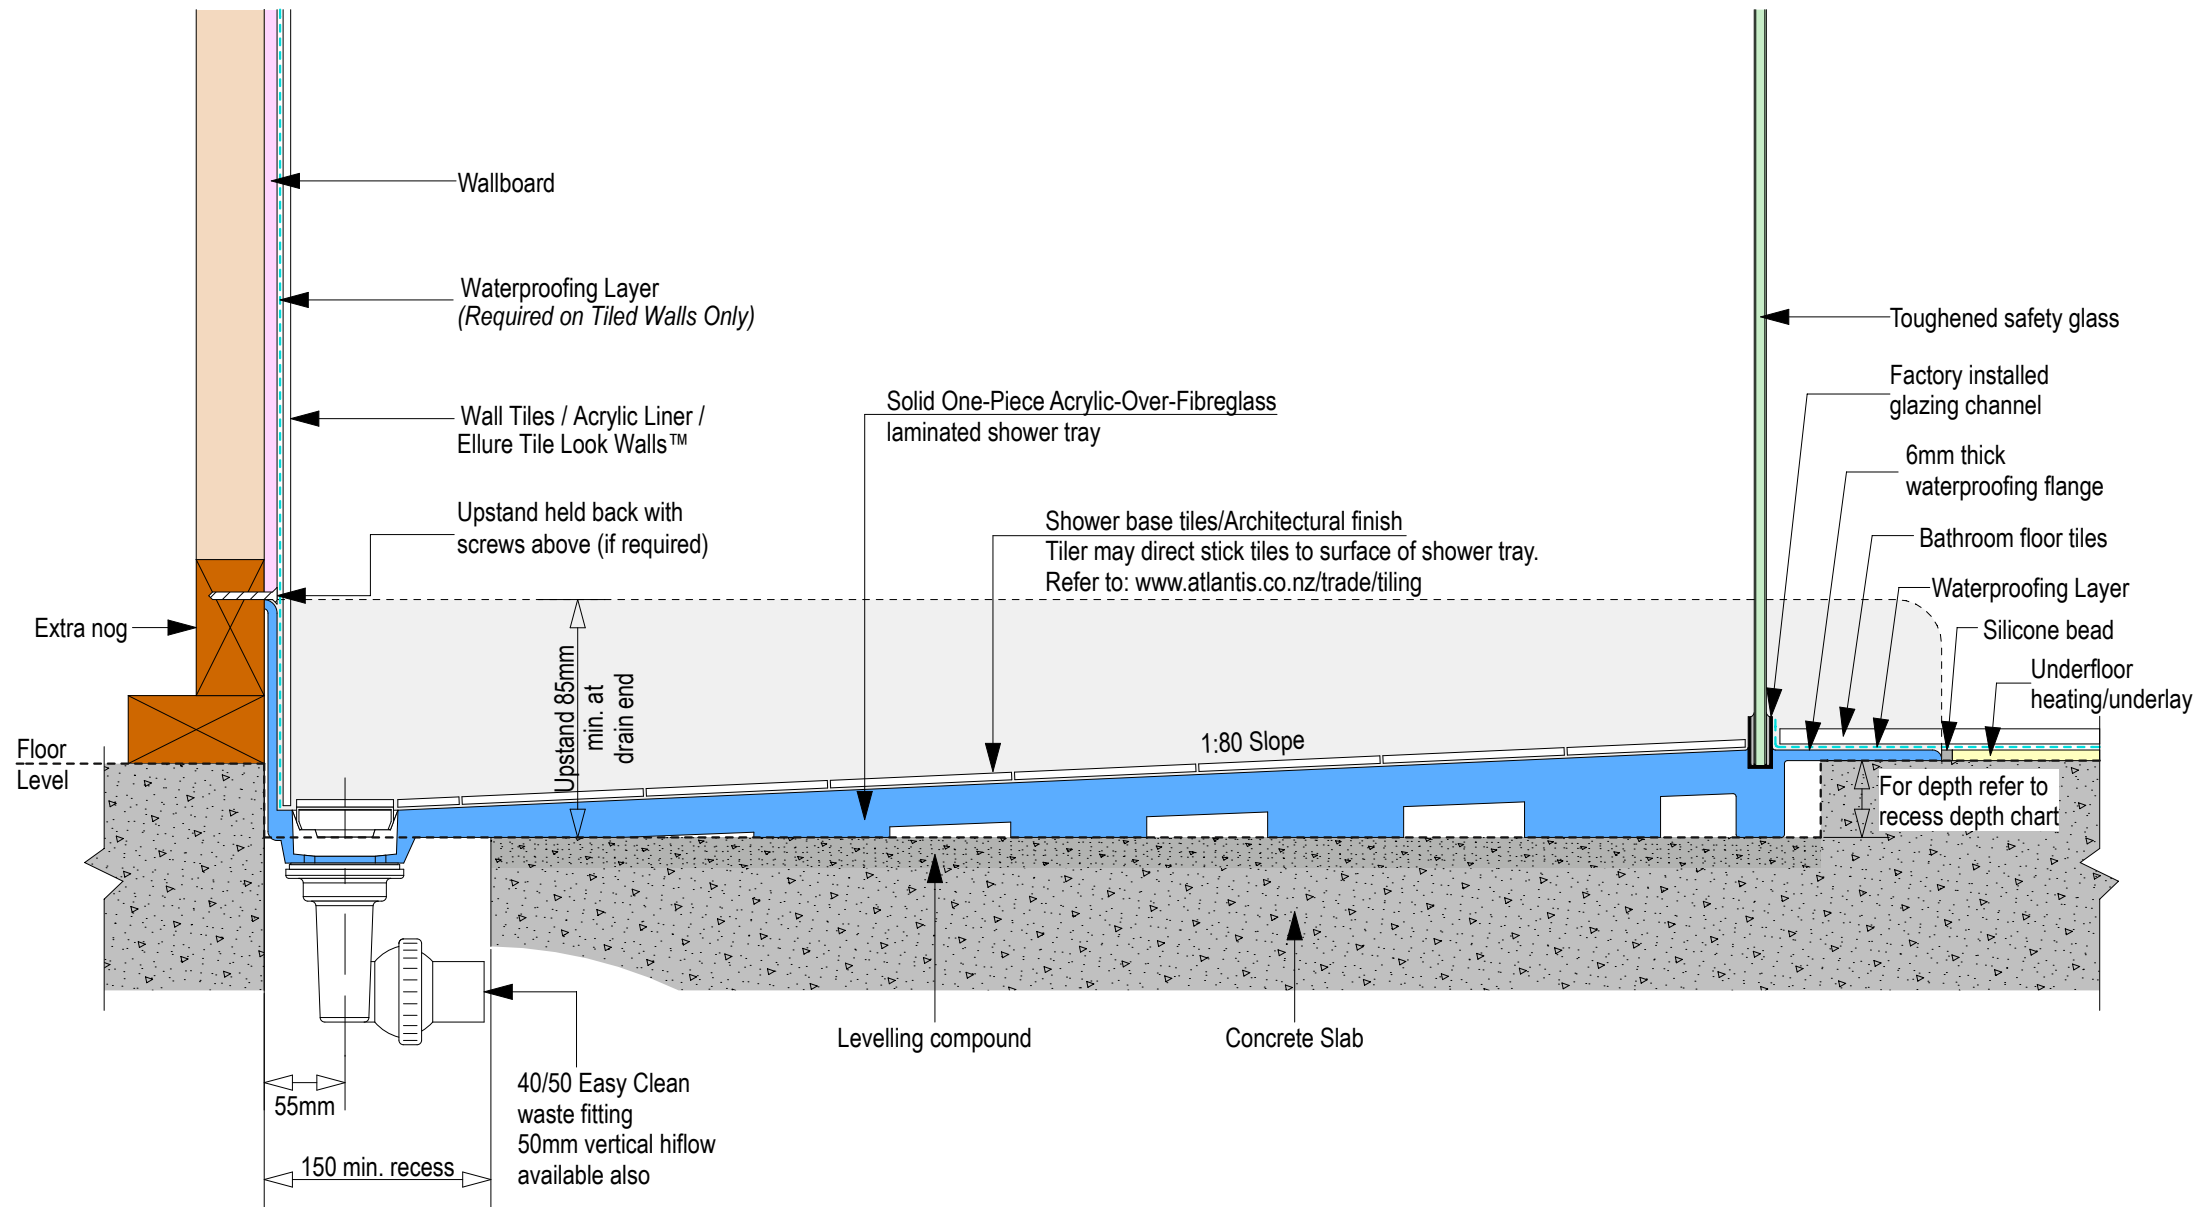 Wallboard
Waterproofing Layer
(Required on Tiled Walls Only)
Wall Tiles / Acrylic Liner /
Ellure Tile Look Walls™
Upstand held back with
screws above (if required)
Extra nog
Floor
Level
Solid One-Piece Acrylic-Over-Fibreglass
laminated shower tray
Shower base tiles/Architectural finish
Tiler may direct stick tiles to surface of shower tray.
Refer to: www.atlantis.co.nz/trade/tiling
Upstand 85mm
min. at
drain end
1:80 Slope
Toughened safety glass
Factory installed
glazing channel
6mm thick
waterproofing flange
Bathroom floor tiles
Waterproofing Layer
Silicone bead
Underfloor
heating/underlay
For depth refer to
recess depth chart
Levelling compound
Concrete Slab
40/50 Easy Clean
waste fitting
50mm vertical hiflow
available also
55mm
150 min. recess